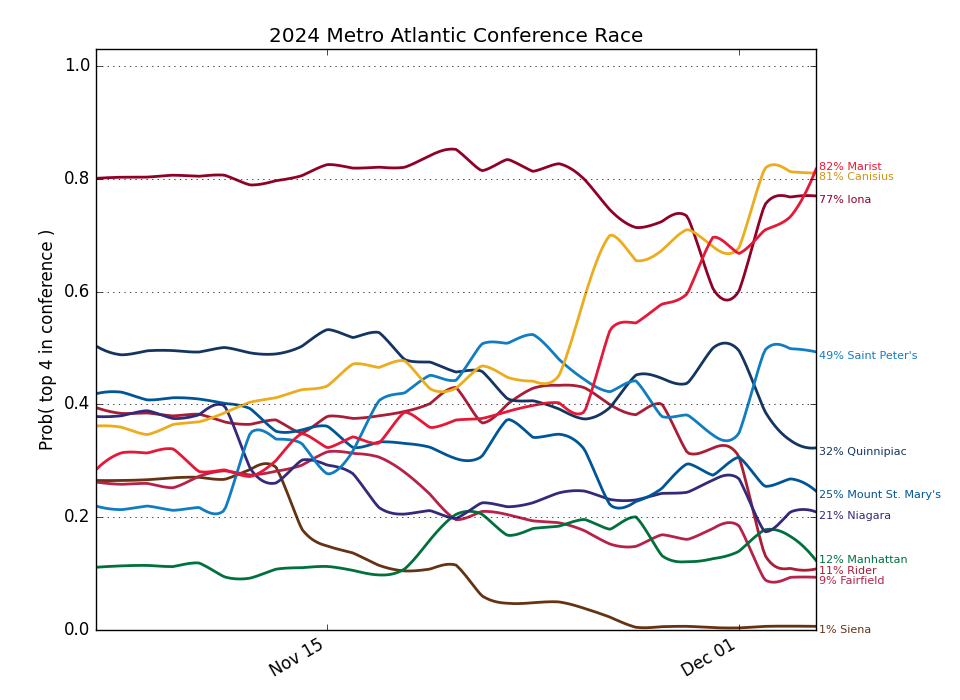 2024 Metro Atlantic Conference Race
Prob( top 4 in conference )
1.0
0.8
0.6
0.4
0.2
0.0
Nov 15
Dec 01
82% Marist
81% Canisius
77% Iona
49% Saint Peter's
32% Quinnipiac
25% Mount St. Mary's
21% Niagara
12% Manhattan
11% Rider
9% Fairfield
1% Siena